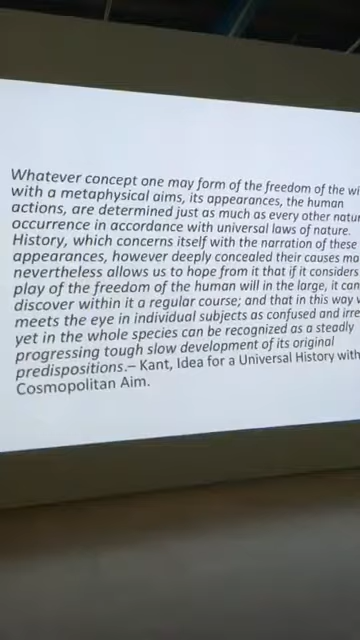 Whatever concept one may form of the freedom of the wi
with a metaphysical aims, its appearances, the human
actions, are determined just as much as every other natur
occurrence in accordance with universal laws of nature.
History, which concerns itself with the narration of these
appearances, however deeply concealed their causes ma
nevertheless allows us to hope from it that if it considers
play of the freedom of the human will in the large, it can
discover within it a regular course; and that in this way
meets the eye in individual subjects as confused and irre
yet in the whole species can be recognized as a steadily
progressing tough slow development of its original
predispositions.– Kant, Idea for a Universal History with
Cosmopolitan Aim.